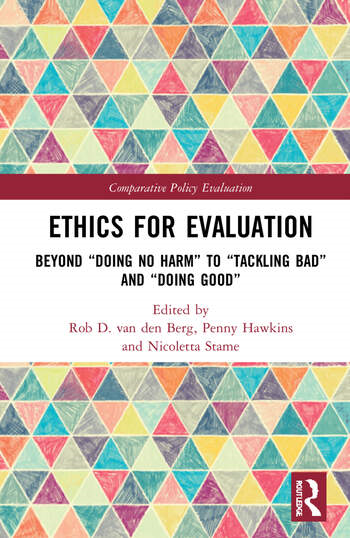 Comparative Policy Evaluation
ETHICS FOR EVALUATION
BEYOND “DOING NO HARM” TO “TACKLING BAD”
AND “DOING GOOD”
Edited by
Rob D. van den Berg, Penny Hawkins
and Nicoletta Stame
ROUTLEDGE